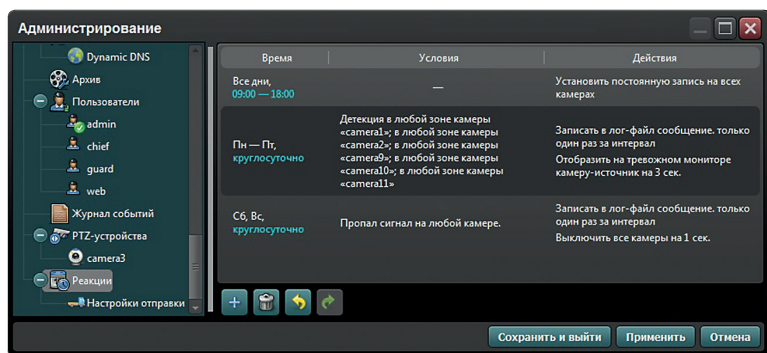 Администрирование
Dynamic DNS
Архив
Пользователи
admin
chief
guard
web
Журнал событий
PTZ-устройства
camera3
Реакции
Настройки отправки
Время Условия Действия
Все дни,
09:00 — 18:00
—
Установить постоянную запись на всех
камерах
Пн — Пт,
круглосуточно
Детекция в любой зоне камеры
«camera1»; в любой зоне камеры
«camera2»; в любой зоне камеры
«camera9»; в любой зоне камеры
«camera10»; в любой зоне камеры
«camera11»
Записать в лог-файл сообщение. только
один раз за интервал
Отобразить на тревожном мониторе
камеру-источник на 3 сек.
Сб, Вс,
круглосуточно
Пропал сигнал на любой камере.
Записать в лог-файл сообщение. только
один раз за интервал
Выключить все камеры на 1 сек.
Сохранить и выйти Применить Отмена